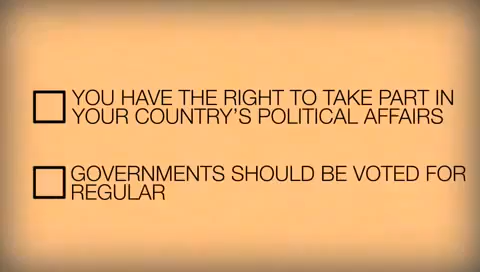 YOU HAVE THE RIGHT TO TAKE PART IN
YOUR COUNTRY'S POLITICAL AFFAIRS
GOVERNMENTS SHOULD BE VOTED FOR
REGULAR